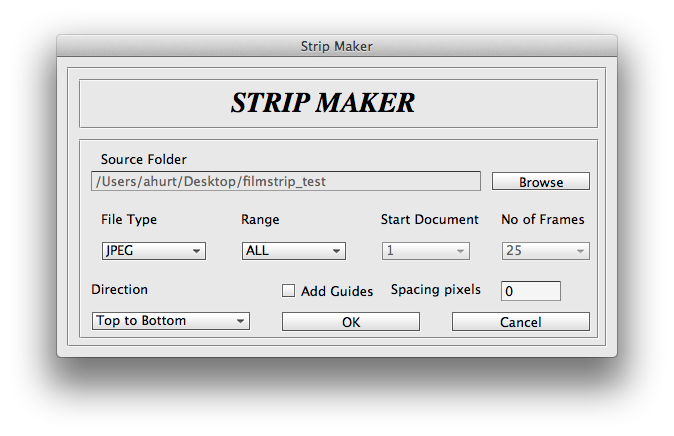 Strip Maker
STRIP MAKER
Source Folder
/Users/ahurt/Desktop/filmstrip_test Browse
File Type Range Start Document No of Frames
JPEG ALL 1 25
Direction Add Guides Spacing pixels 0
Top to Bottom OK Cancel